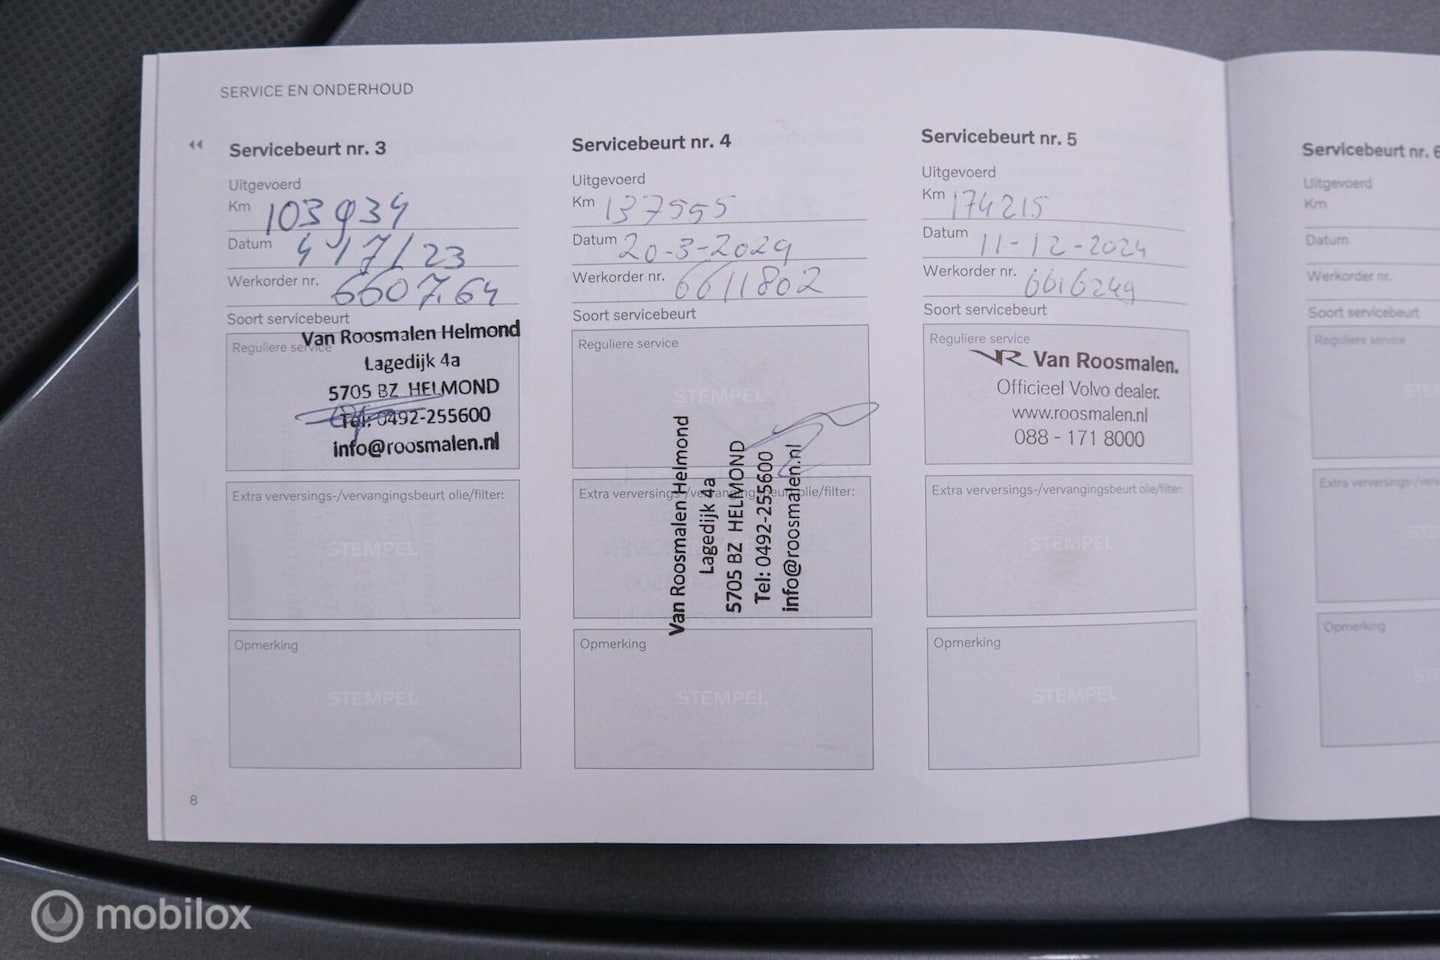 SERVICE EN ONDERHOUD
Servicebeurt nr. 3
Uitgevoerd
Km 103934
Datum 4/7/23
Werkorder nr. 6607.64
Soort servicebeurt
Reguliere service
Van Roosmalen Helmond
Lagedijk 4a
5705 BZ HELMOND
Tel: 0492-255600
info@roosmalen.nl
Extra verversings-/vervangingsbeurt olie/filter:
STEMPEL
Opmerking
STEMPEL
8
Servicebeurt nr. 4
Uitgevoerd
Km 137555
Datum 20-3-2024
Werkorder nr. 6611802
Soort servicebeurt
Reguliere service
STEMPEL
Van Roosmalen Helmond
Lagedijk 4a
5705 BZ HELMOND
Tel: 0492-255600
info@roosmalen.nl
Extra verversings-/vervangingsbeurt olie/filter:
Opmerking
STEMPEL
Servicebeurt nr. 5
Uitgevoerd
Km 174215
Datum 11-12-2024
Werkorder nr. 6616249
Soort servicebeurt
Reguliere service
VR Van Roosmalen.
Officieel Volvo dealer.
www.roosmalen.nl
088 - 171 8000
Extra verversings-/vervangingsbeurt olie/filter:
STEMPEL
Opmerking
STEMPEL
Servicebeurt nr. 6
Uitgevoerd
Km
Datum
Werkorder nr.
Soort servicebeurt
Reguliere service
Opmerking
mobilox